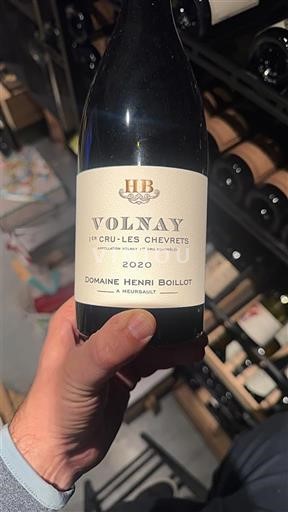 HB
VOLNAY
1ER CRU - LES CHEVRETS
APPELLATION VOLNAY 1ER CRU CONTRÔLÉE
2020
DOMAINE HENRI BOILLOT
A MEURSAULT